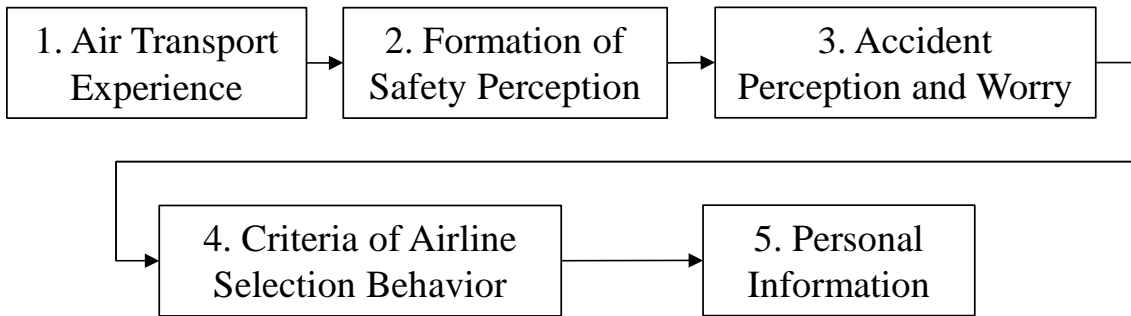 1. Air Transport
Experience
2. Formation of
Safety Perception
3. Accident
Perception and Worry
4. Criteria of Airline
Selection Behavior
5. Personal
Information